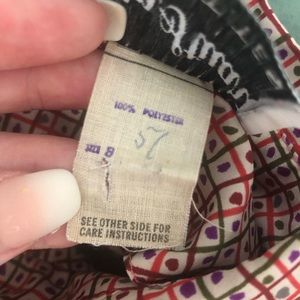 100% POLYESTER
57
SIZE 8
SEE OTHER SIDE FOR
CARE INSTRUCTIONS